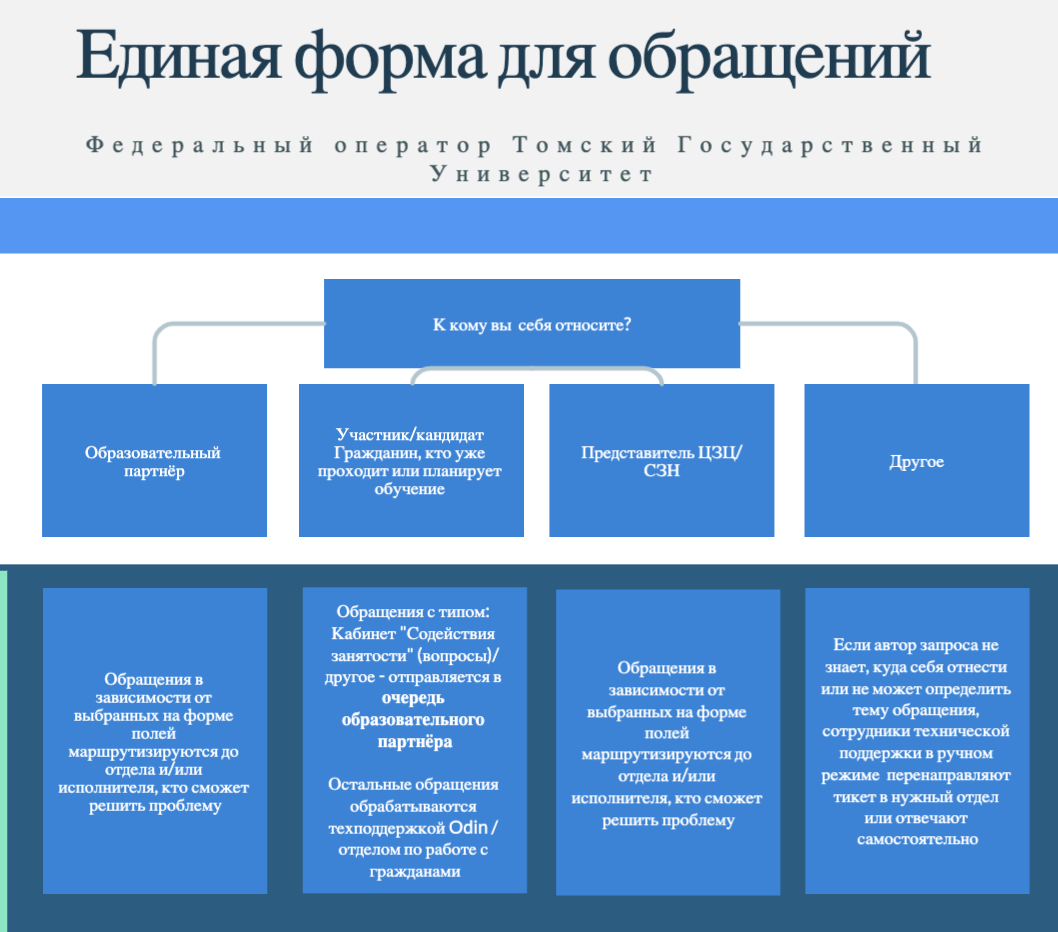 Единая форма для обращений
Федеральный оператор Томский Государственный
Университет
К кому вы себя относите?
Образовательный
партнёр
Участник/кандидат
Гражданин, кто уже
проходит или планирует
обучение
Представитель ЦЗЦ/
СЗН
Другое
Обращения в
зависимости от
выбранных на форме
полей
маршрутизируются до
отдела и/или
исполнителя, кто сможет
решить проблему
Обращения с типом:
Кабинет "Содействия
занятости" (вопросы)/
другое - отправляется в
очередь
образовательного
партнёра
Остальные обращения
обрабатываются
техподдержкой Odin /
отделом по работе с
гражданами
Обращения в
зависимости от
выбранных на форме
полей
маршрутизируются до
отдела и/или
исполнителя, кто сможет
решить проблему
Если автор запроса не
знает, куда себя отнести
или не может определить
тему обращения,
сотрудники технической
поддержки в ручном
режиме перенаправляют
тикет в нужный отдел
или отвечают
самостоятельно